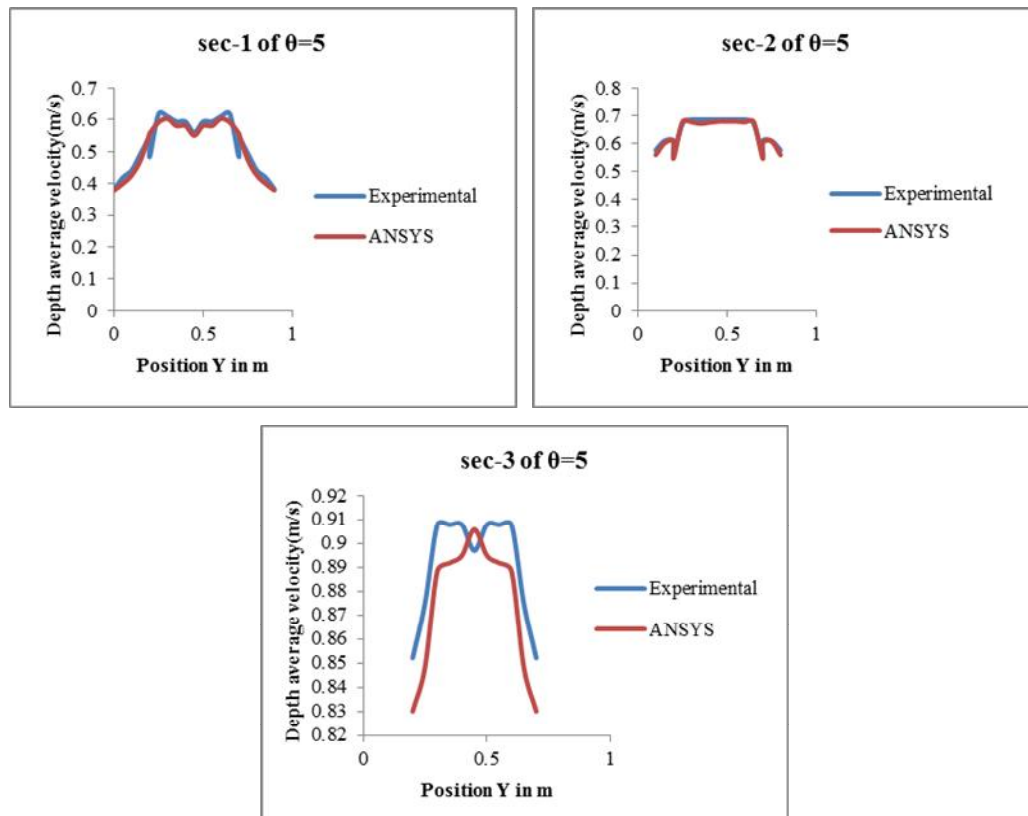 sec-1 of θ=5
Depth average velocity(m/s)
0.7
0.6
0.5
0.4
0.3
0.2
0.1
0
0
0.5
1
Position Y in m
Experimental
ANSYS
sec-2 of θ=5
Depth average velocity(m/s)
0.8
0.7
0.6
0.5
0.4
0.3
0.2
0.1
0
0
0.5
1
Position Y in m
Experimental
ANSYS
sec-3 of θ=5
Depth average velocity(m/s)
0.92
0.91
0.9
0.89
0.88
0.87
0.86
0.85
0.84
0.83
0.82
0
0.5
1
Position Y in m
Experimental
ANSYS